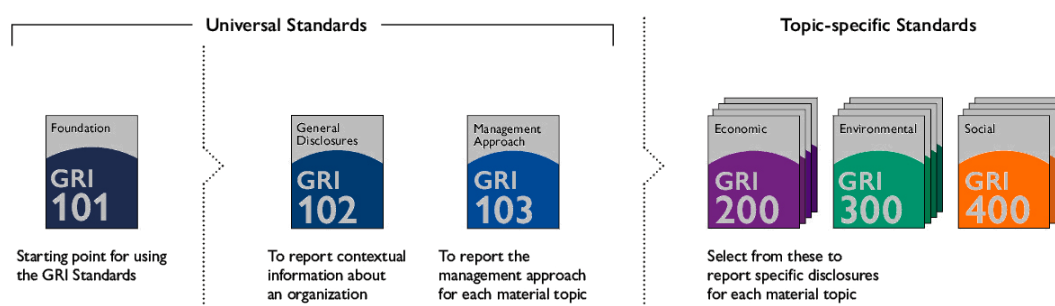 Universal Standards
Topic-specific Standards
Foundation
GRI
101
General
Disclosures
GRI
102
Management
Approach
GRI
103
Economic
GRI
200
Environmental
GRI
300
Social
GRI
400
Starting point for using
the GRI Standards
To report contextual
information about
an organization
To report the
management approach
for each material topic
Select from these to
report specific disclosures
for each material topic